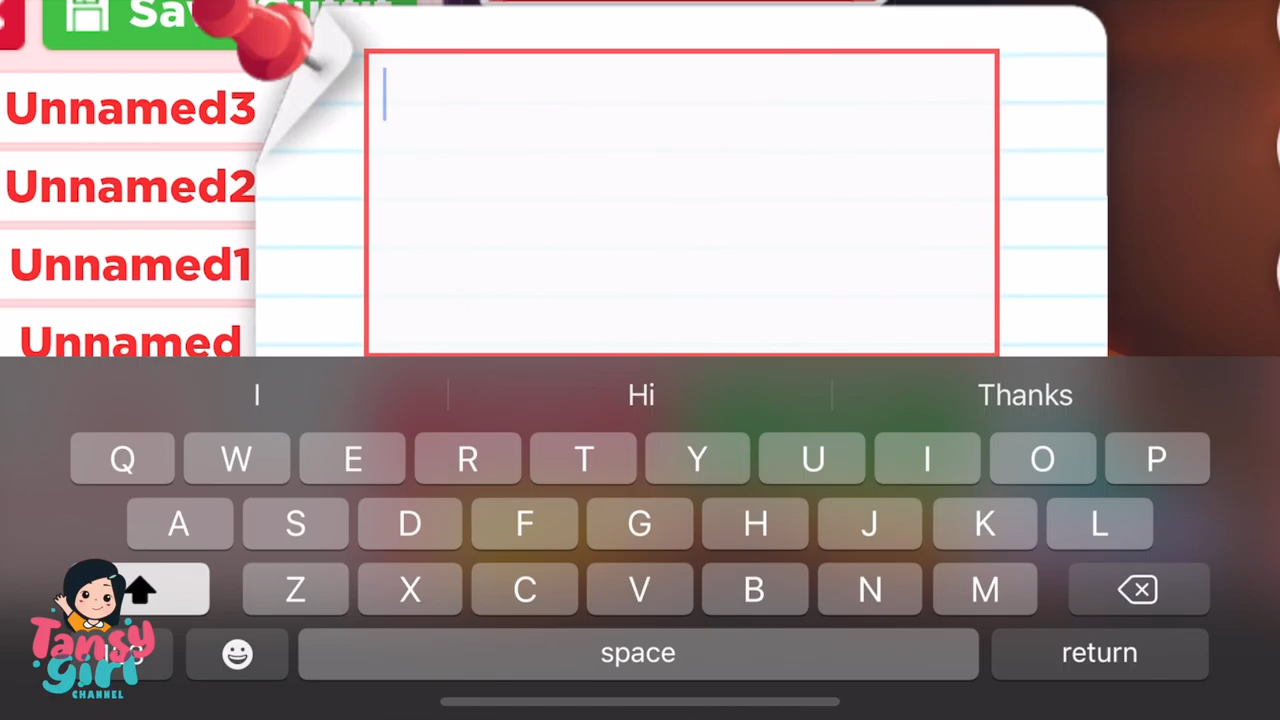 Unnamed3
Unnamed2
Unnamed1
Unnamed
I Hi Thanks
Q W E R T Y U I O P
A S D F G H J K L
Z X C V B N M
space return
Tansy
girl
CHANNEL